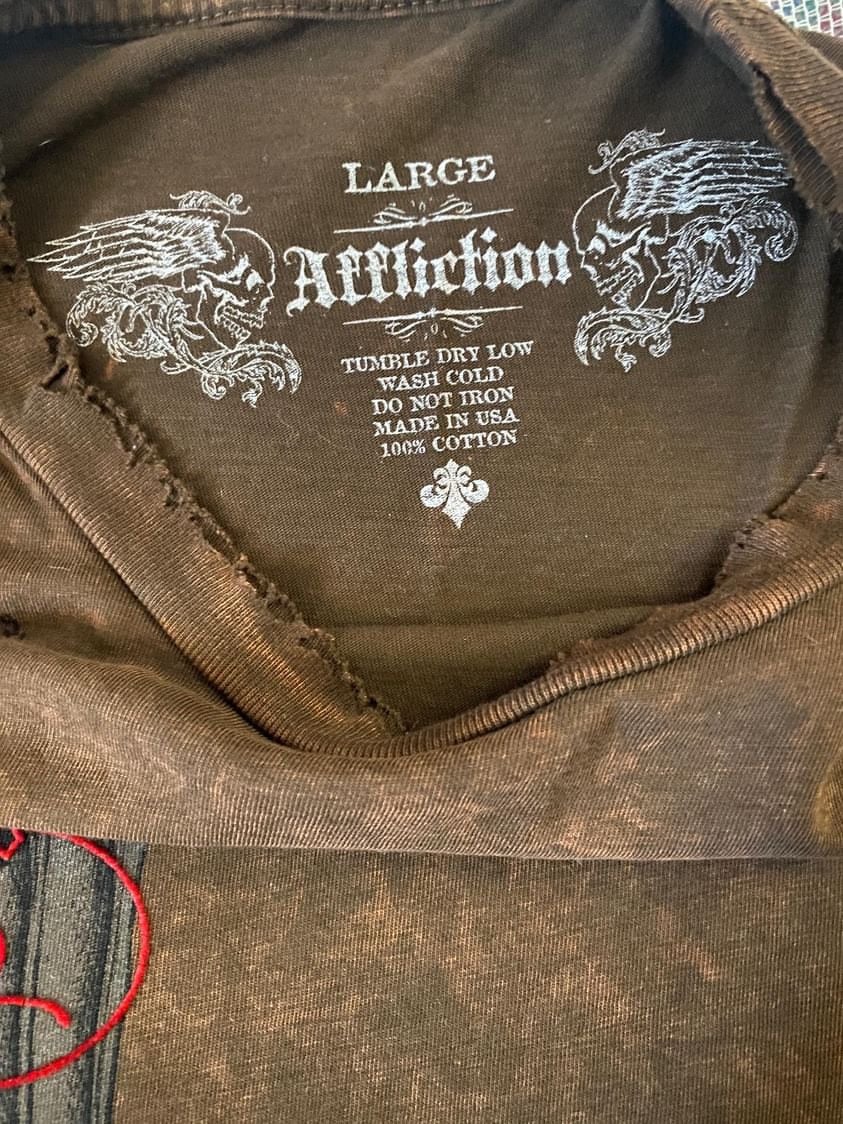 LARGE
Affliction
TUMBLE DRY LOW
WASH COLD
DO NOT IRON
MADE IN USA
100% COTTON